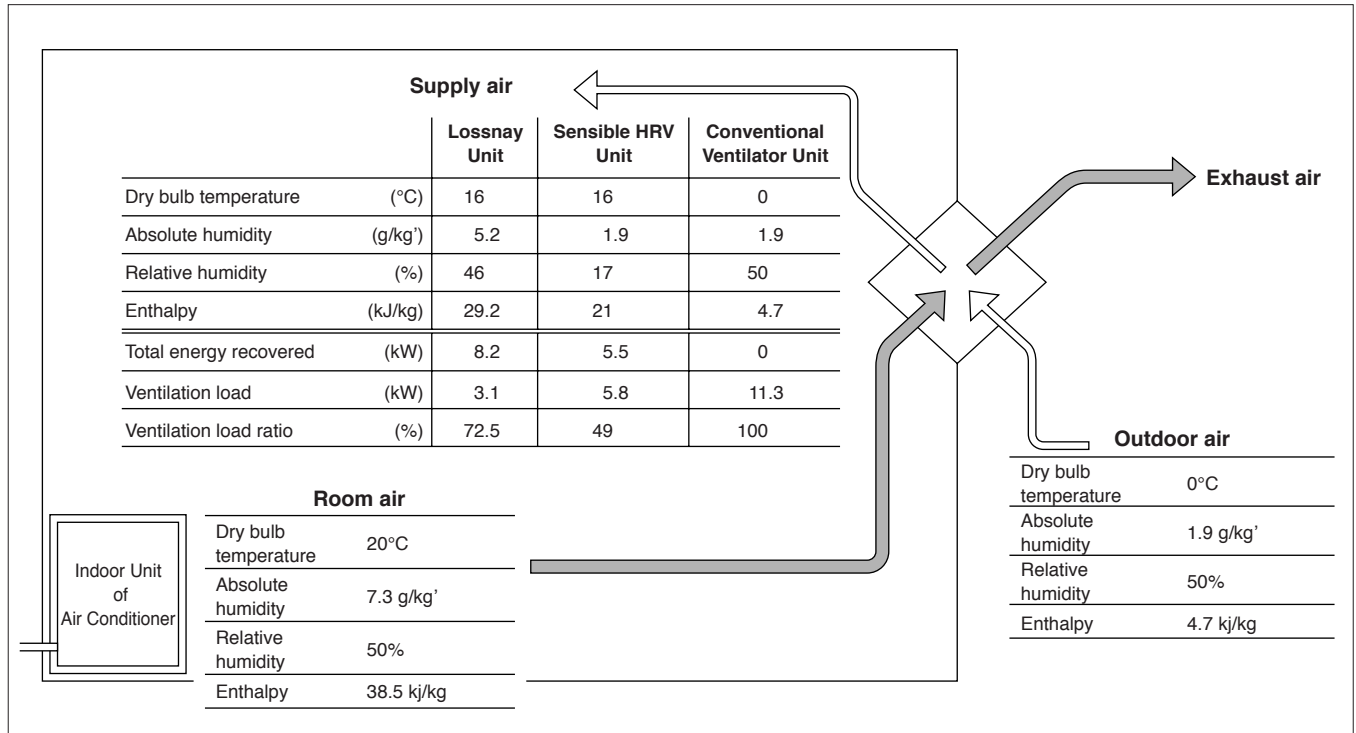 Supply air
Lossnay Unit Sensible HRV Unit Conventional Ventilator Unit
Dry bulb temperature (°C) 16 16 0
Absolute humidity (g/kg’) 5.2 1.9 1.9
Relative humidity (%) 46 17 50
Enthalpy (kJ/kg) 29.2 21 4.7
Total energy recovered (kW) 8.2 5.5 0
Ventilation load (kW) 3.1 5.8 11.3
Ventilation load ratio (%) 72.5 49 100
Exhaust air
Outdoor air
Dry bulb temperature 0°C
Absolute humidity 1.9 g/kg’
Relative humidity 50%
Enthalpy 4.7 kj/kg
Room air
Dry bulb temperature 20°C
Absolute humidity 7.3 g/kg’
Relative humidity 50%
Enthalpy 38.5 kj/kg
Indoor Unit
of
Air Conditioner